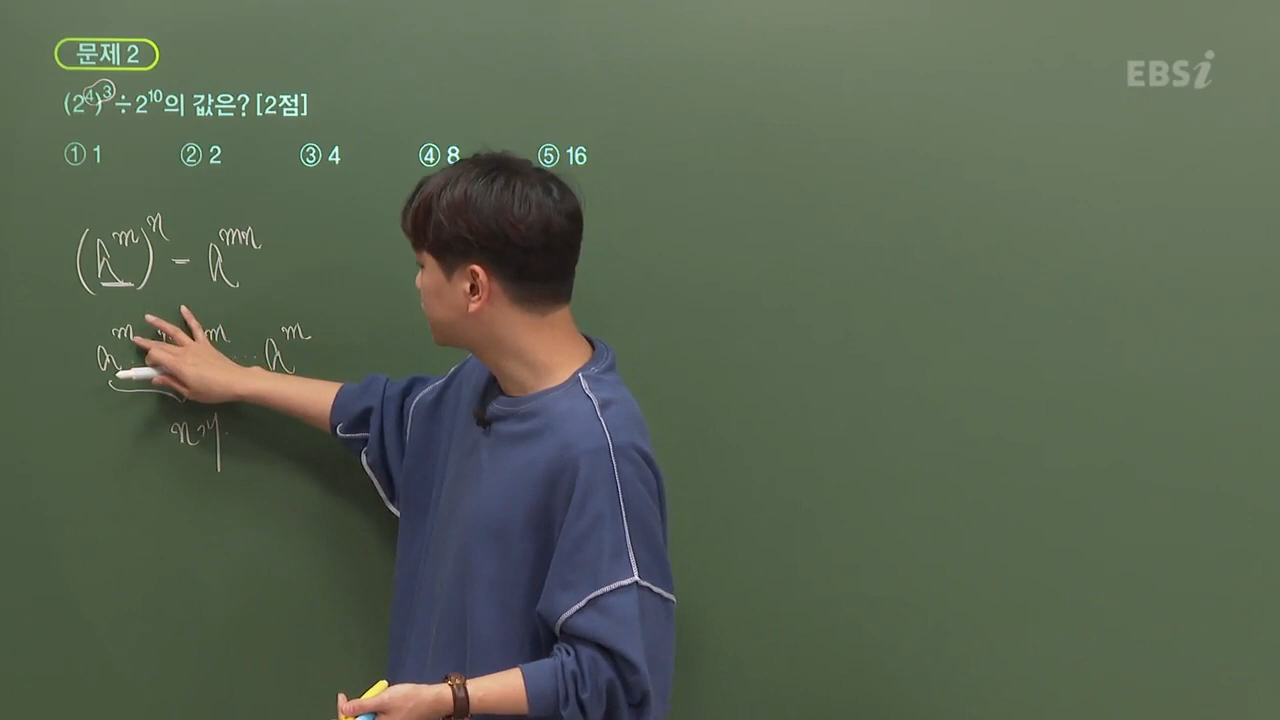 문제 2
EBSi
(2⁴)³÷2¹⁰의 값은? [2점]
① 1 ② 2 ③ 4 ④ 8 ⑤ 16
(a^m)^n = a^mn
a^m m ··· a^m
n개